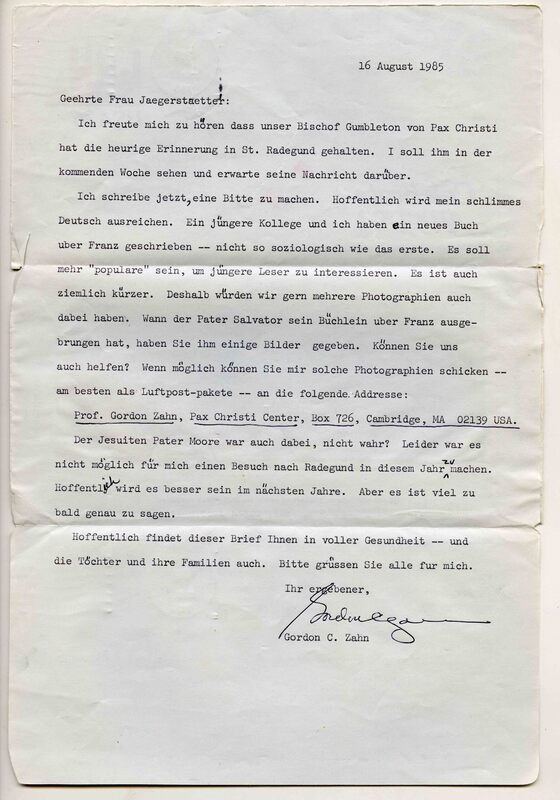 16 August 1985
Geehrte Frau Jaegerstaetter:
Ich freute mich zu hören dass unser Bischof Gumbleton von Pax Christi
hat die heurige Erinnerung in St. Radegund gehalten. I soll ihm in der
kommenden Woche sehen und erwarte seine Nachricht darüber.
Ich schreibe jetzt, eine Bitte zu machen. Hoffentlich wird mein schlimmes
Deutsch ausreichen. Ein jüngere Kollege und ich haben ein neues Buch
uber Franz geschrieben -- nicht so soziologisch wie das erste. Es soll
mehr "populare" sein, um jüngere Leser zu interessieren. Es ist auch
ziemlich kürzer. Deshalb würden wir gern mehrere Photographien auch
dabei haben. Wann der Pater Salvator sein Büchlein uber Franz ausge-
brungen hat, haben Sie ihm einige Bilder gegeben. Können Sie uns
auch helfen? Wenn möglich können Sie mir solche Photographien schicken --
am besten als Luftpost-pakete -- an die folgende Addresse:
Prof. Gordon Zahn, Pax Christi Center, Box 726, Cambridge, MA 02139 USA.
Der Jesuiten Pater Moore war auch dabei, nicht wahr? Leider war es
nicht möglich für mich einen Besuch nach Radegund in diesem Jahr zu machen.
Hoffentlich wird es besser sein im nächsten Jahre. Aber es ist viel zu
bald genau zu sagen.
Hoffentlich findet dieser Brief Ihnen in voller Gesundheit -- und
die Töchter und ihre Familien auch. Bitte grüssen Sie alle fur mich.
Ihr ergebener,
Gordon C. Zahn